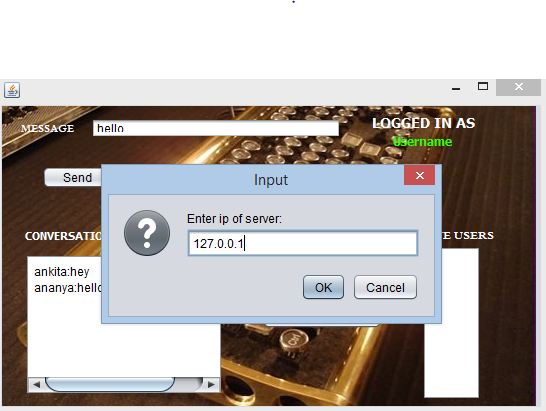 MESSAGE
hello
LOGGED IN AS
Username
Send
Input
Enter ip of server:
127.0.0.1
OK
Cancel
ankita:hey
ananya:hello
USERS